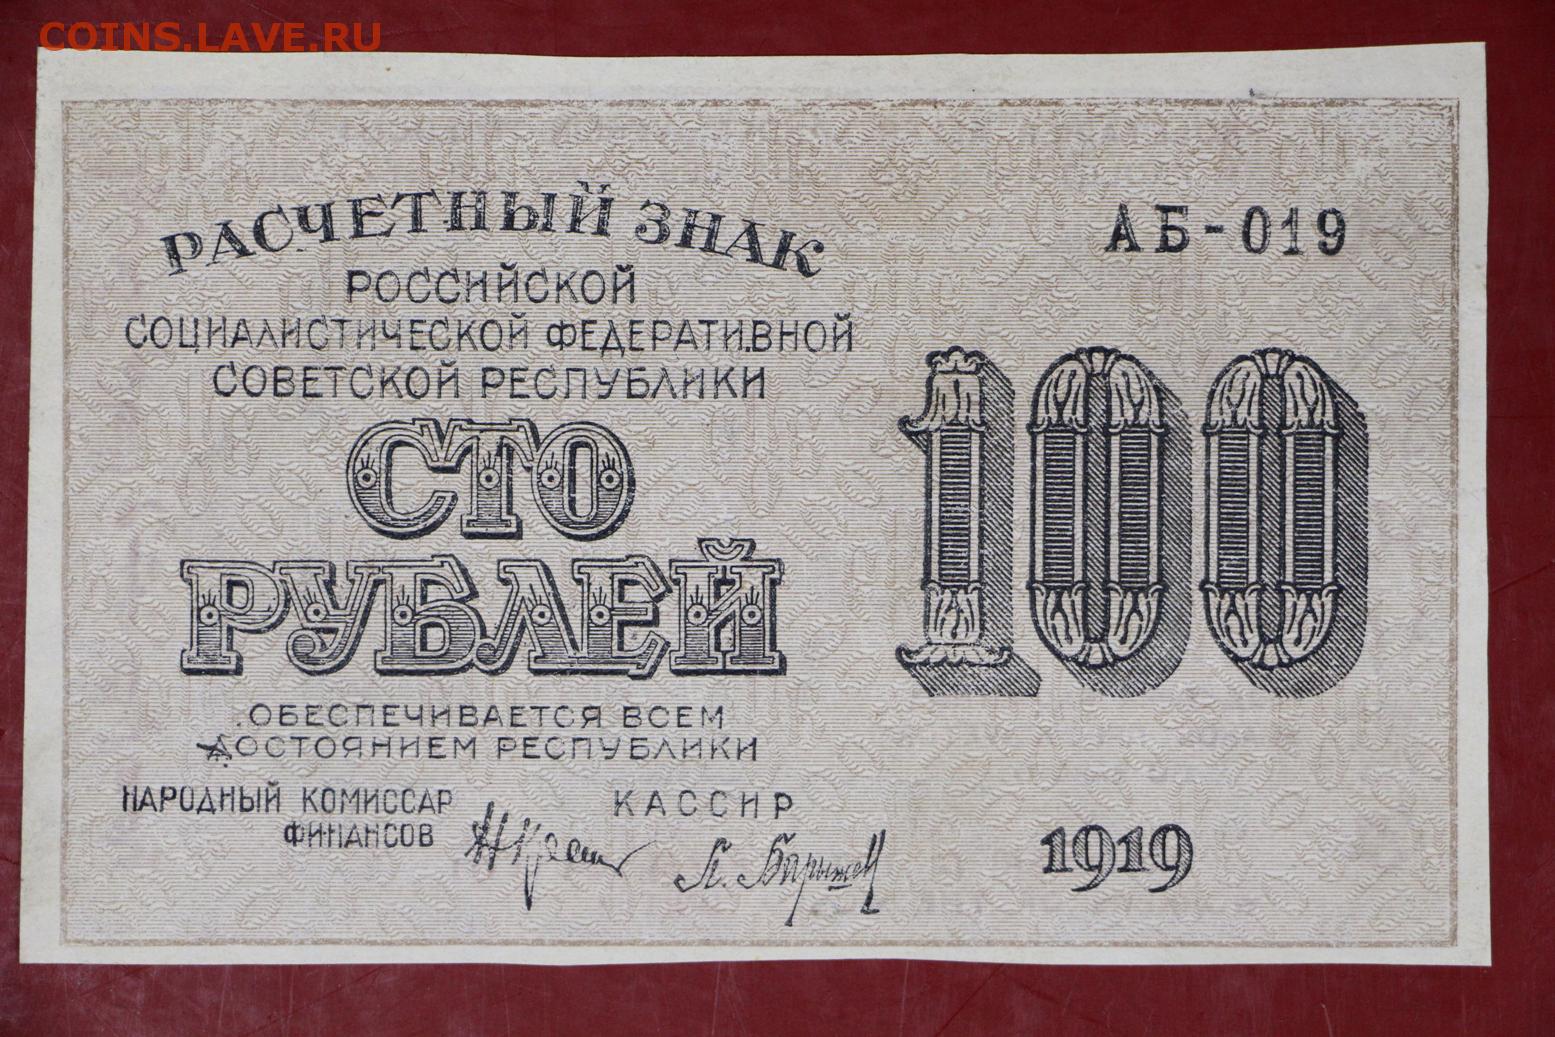 COINS.LAVE.RU
РАСЧЕТНЫЙ ЗНАК
РОССИЙСКОЙ
СОЦИАЛИСТИЧЕСКОЙ ФЕДЕРАТИВНОЙ
СОВЕТСКОЙ РЕСПУБЛИКИ
СТО
РУБЛЕЙ
ОБЕСПЕЧИВАЕТСЯ ВСЕМ
ДОСТОЯНИЕМ РЕСПУБЛИКИ
НАРОДНЫЙ КОМИССАР
ФИНАНСОВ
КАССИР
АБ-019
100
1919